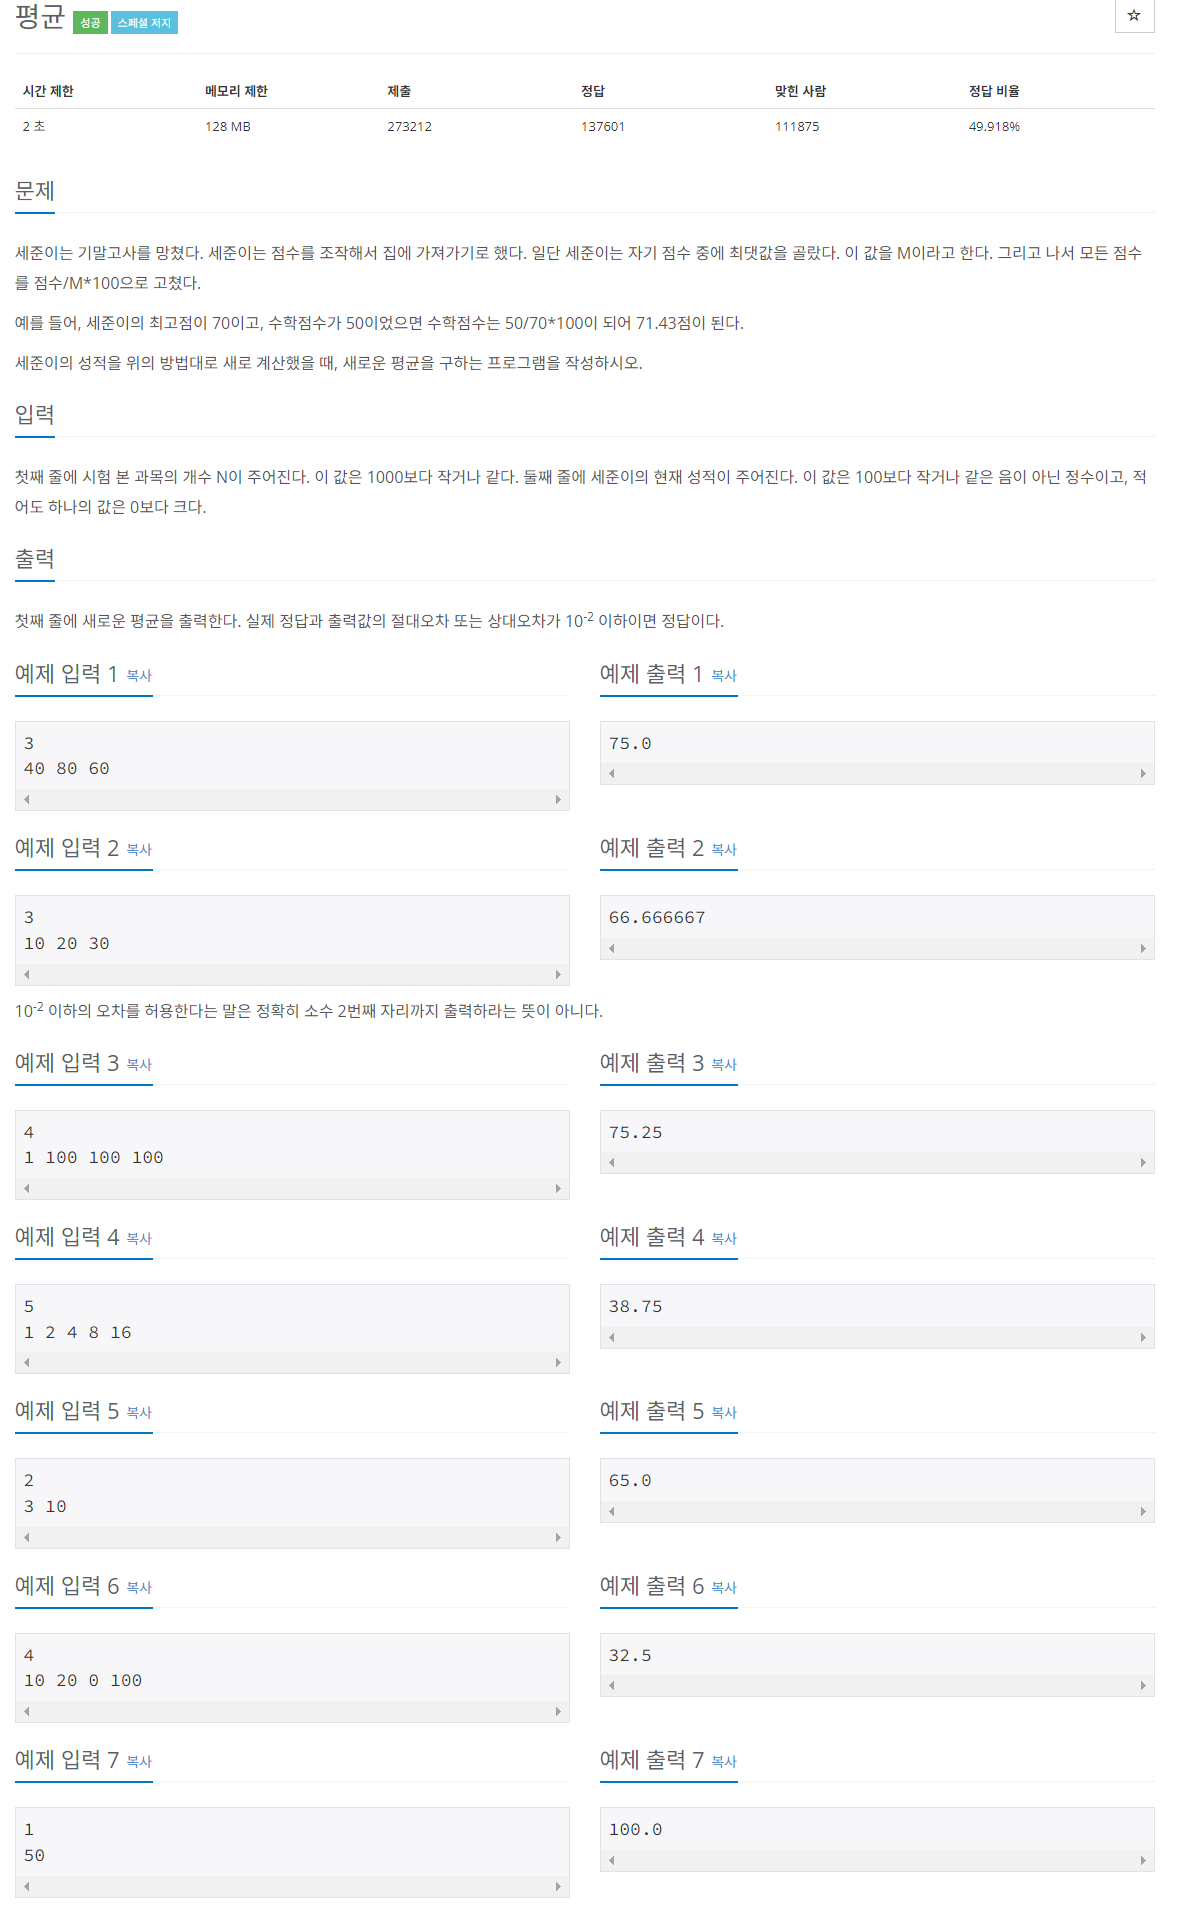 평균 성공 스페셜 저지
☆
시간 제한 메모리 제한 제출 정답 맞힌 사람 정답 비율
2 초 128 MB 273212 137601 111875 49.918%
문제
세준이는 기말고사를 망쳤다. 세준이는 점수를 조작해서 집에 가져가기로 했다. 일단 세준이는 자기 점수 중에 최댓값을 골랐다. 이 값을 M이라고 한다. 그리고 나서 모든 점수
를 점수/M*100으로 고쳤다.
예를 들어, 세준이의 최고점이 70이고, 수학점수가 50이었으면 수학점수는 50/70*100이 되어 71.43점이 된다.
세준이의 성적을 위의 방법대로 새로 계산했을 때, 새로운 평균을 구하는 프로그램을 작성하시오.
입력
첫째 줄에 시험 본 과목의 개수 N이 주어진다. 이 값은 1000보다 작거나 같다. 둘째 줄에 세준이의 현재 성적이 주어진다. 이 값은 100보다 작거나 같은 음이 아닌 정수이고, 적
어도 하나의 값은 0보다 크다.
출력
첫째 줄에 새로운 평균을 출력한다. 실제 정답과 출력값의 절대오차 또는 상대오차가 10⁻² 이하이면 정답이다.
예제 입력 1 복사
3
40 80 60
예제 출력 1 복사
75.0
예제 입력 2 복사
3
10 20 30
예제 출력 2 복사
66.666667
10⁻² 이하의 오차를 허용한다는 말은 정확히 소수 2번째 자리까지 출력하라는 뜻이 아니다.
예제 입력 3 복사
4
1 100 100 100
예제 출력 3 복사
75.25
예제 입력 4 복사
5
1 2 4 8 16
예제 출력 4 복사
38.75
예제 입력 5 복사
2
3 10
예제 출력 5 복사
65.0
예제 입력 6 복사
4
10 20 0 100
예제 출력 6 복사
32.5
예제 입력 7 복사
1
50
예제 출력 7 복사
100.0